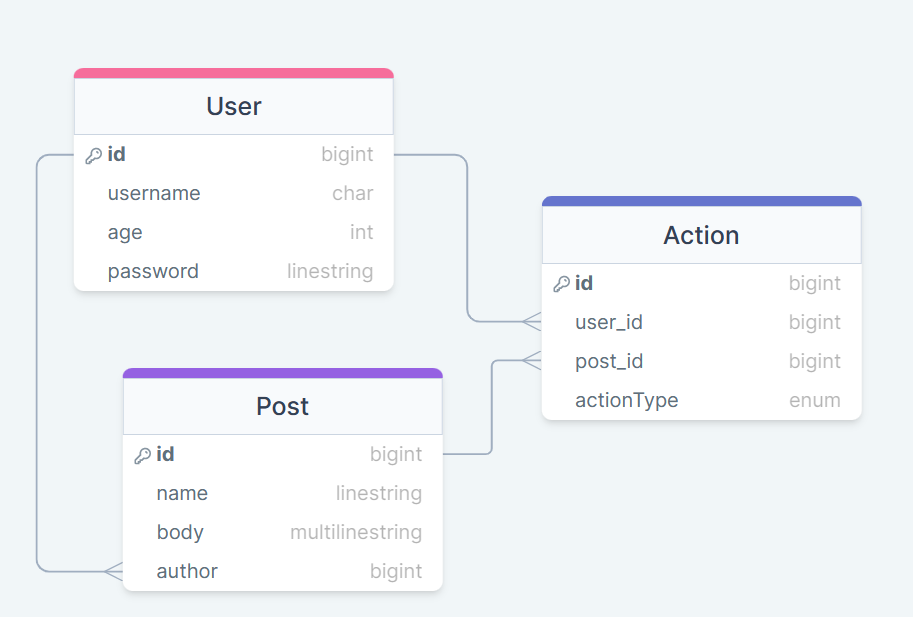 User
id bigint
username char
age int
password linestring
Action
id bigint
user_id bigint
post_id bigint
actionType enum
Post
id bigint
name linestring
body multilinestring
author bigint